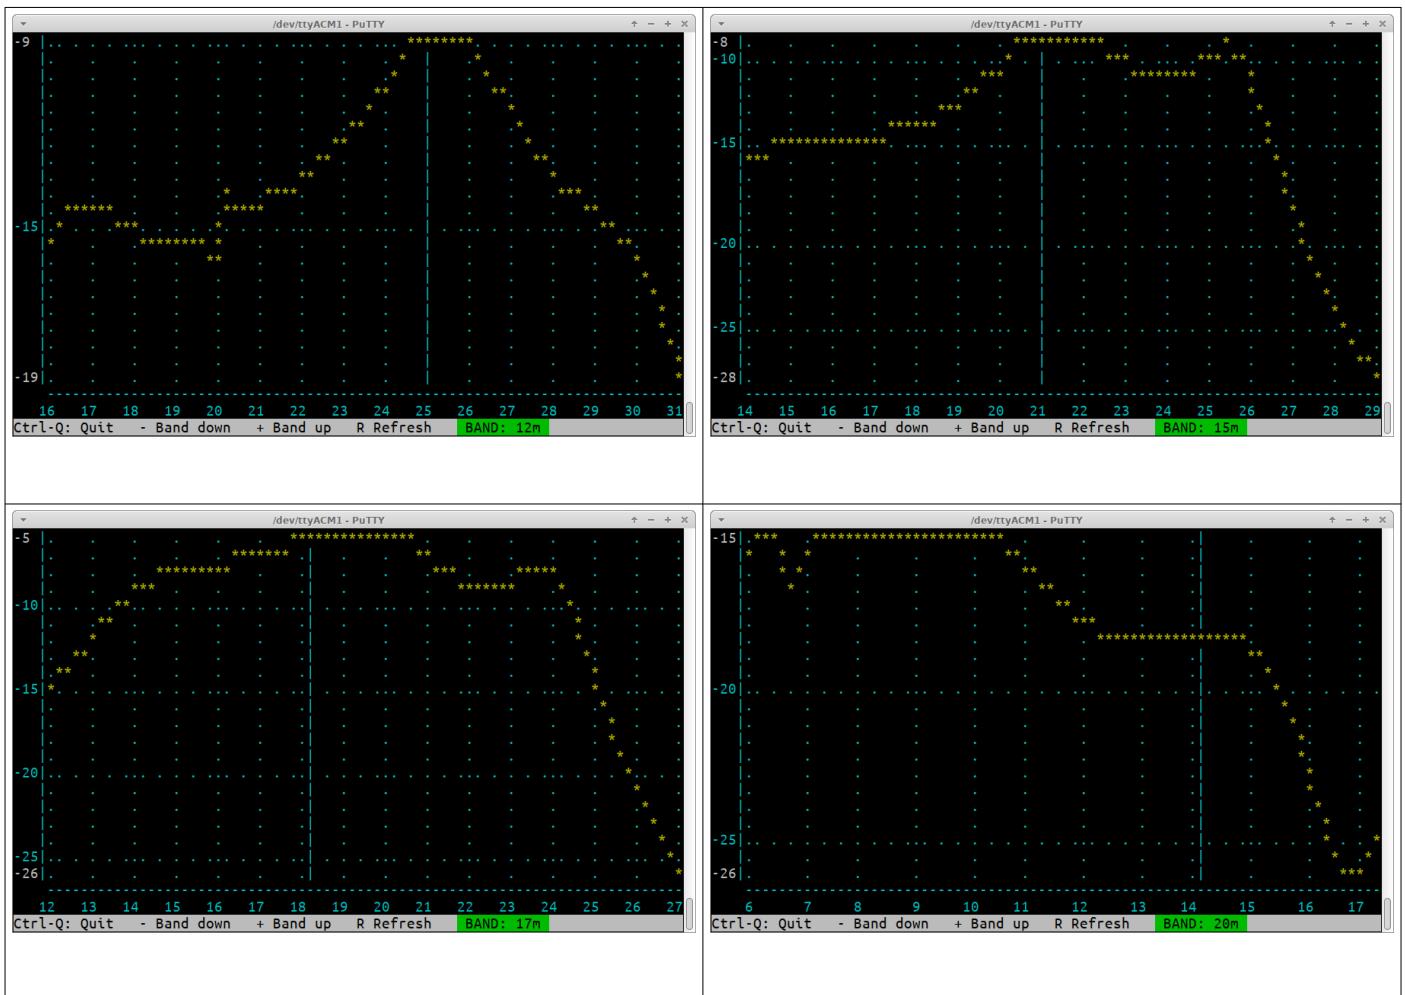 /dev/ttyACM1 - PuTTY
-9
-15
-19
16 17 18 19 20 21 22 23 24 25 26 27 28 29 30 31
Ctrl-Q: Quit - Band down + Band up R Refresh BAND: 12m
/dev/ttyACM1 - PuTTY
-8
-10
-15
-20
-25
-28
14 15 16 17 18 19 20 21 22 23 24 25 26 27 28 29
Ctrl-Q: Quit - Band down + Band up R Refresh BAND: 15m
/dev/ttyACM1 - PuTTY
-5
-10
-15
-20
-25
-26
12 13 14 15 16 17 18 19 20 21 22 23 24 25 26 27
Ctrl-Q: Quit - Band down + Band up R Refresh BAND: 17m
/dev/ttyACM1 - PuTTY
-15
-20
-25
-26
6 7 8 9 10 11 12 13 14 15 16 17
Ctrl-Q: Quit - Band down + Band up R Refresh BAND: 20m